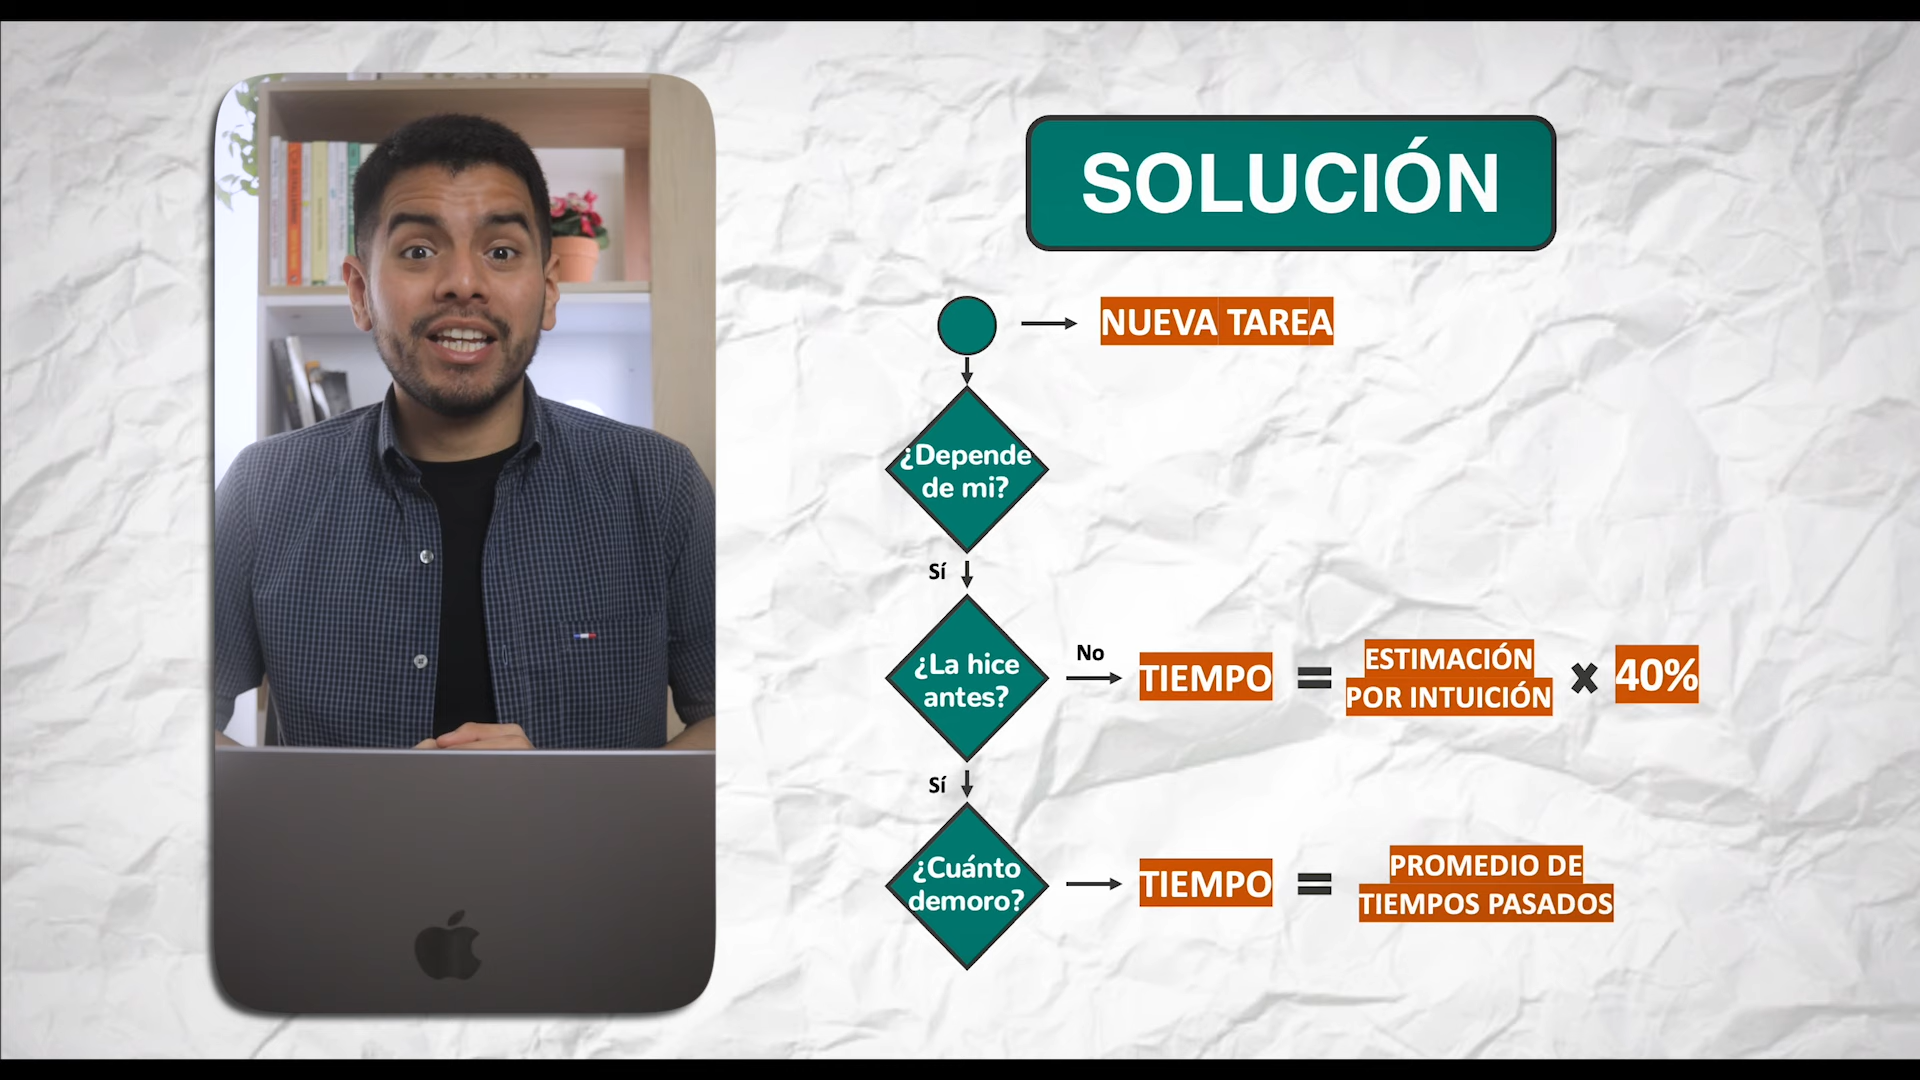 SOLUCIÓN
NUEVA TAREA
¿Depende
de mi?
Sí
¿La hice
antes?
No
TIEMPO = ESTIMACIÓN
POR INTUICIÓN × 40%
Sí
¿Cuánto
demoro?
TIEMPO = PROMEDIO DE
TIEMPOS PASADOS